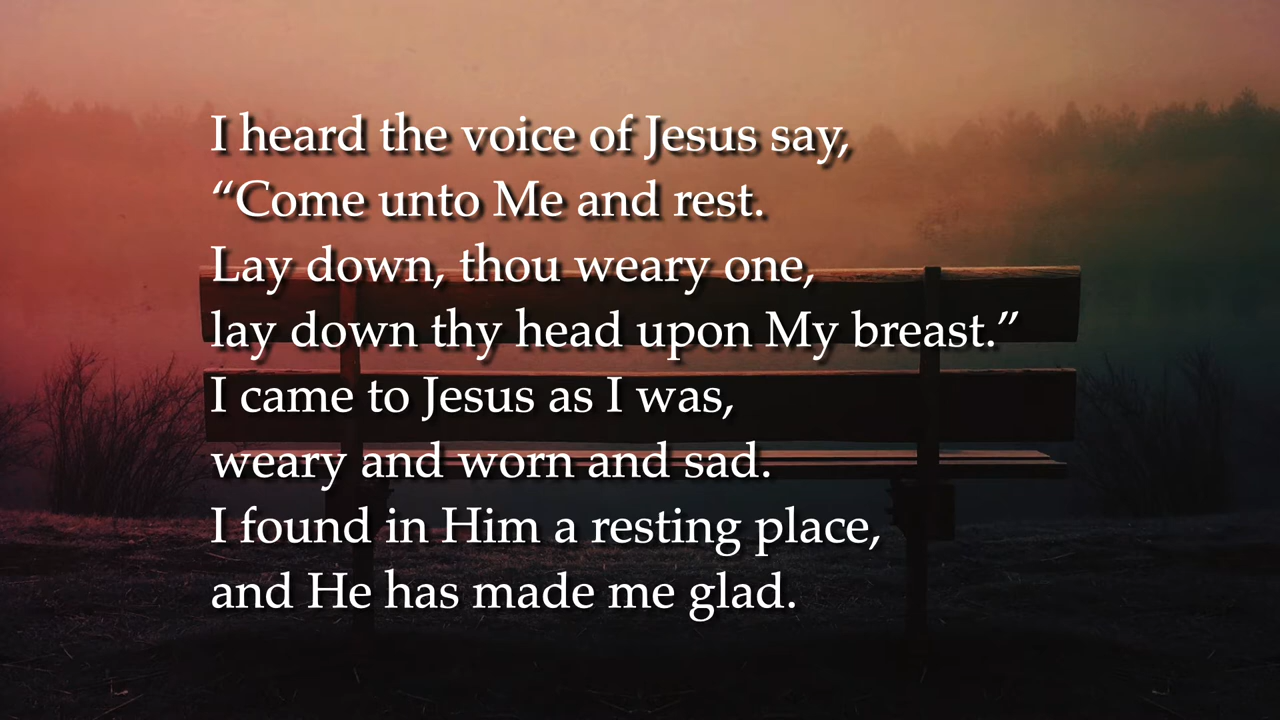 I heard the voice of Jesus say,
“Come unto Me and rest.
Lay down, thou weary one,
lay down thy head upon My breast.”
I came to Jesus as I was,
weary and worn and sad.
I found in Him a resting place,
and He has made me glad.